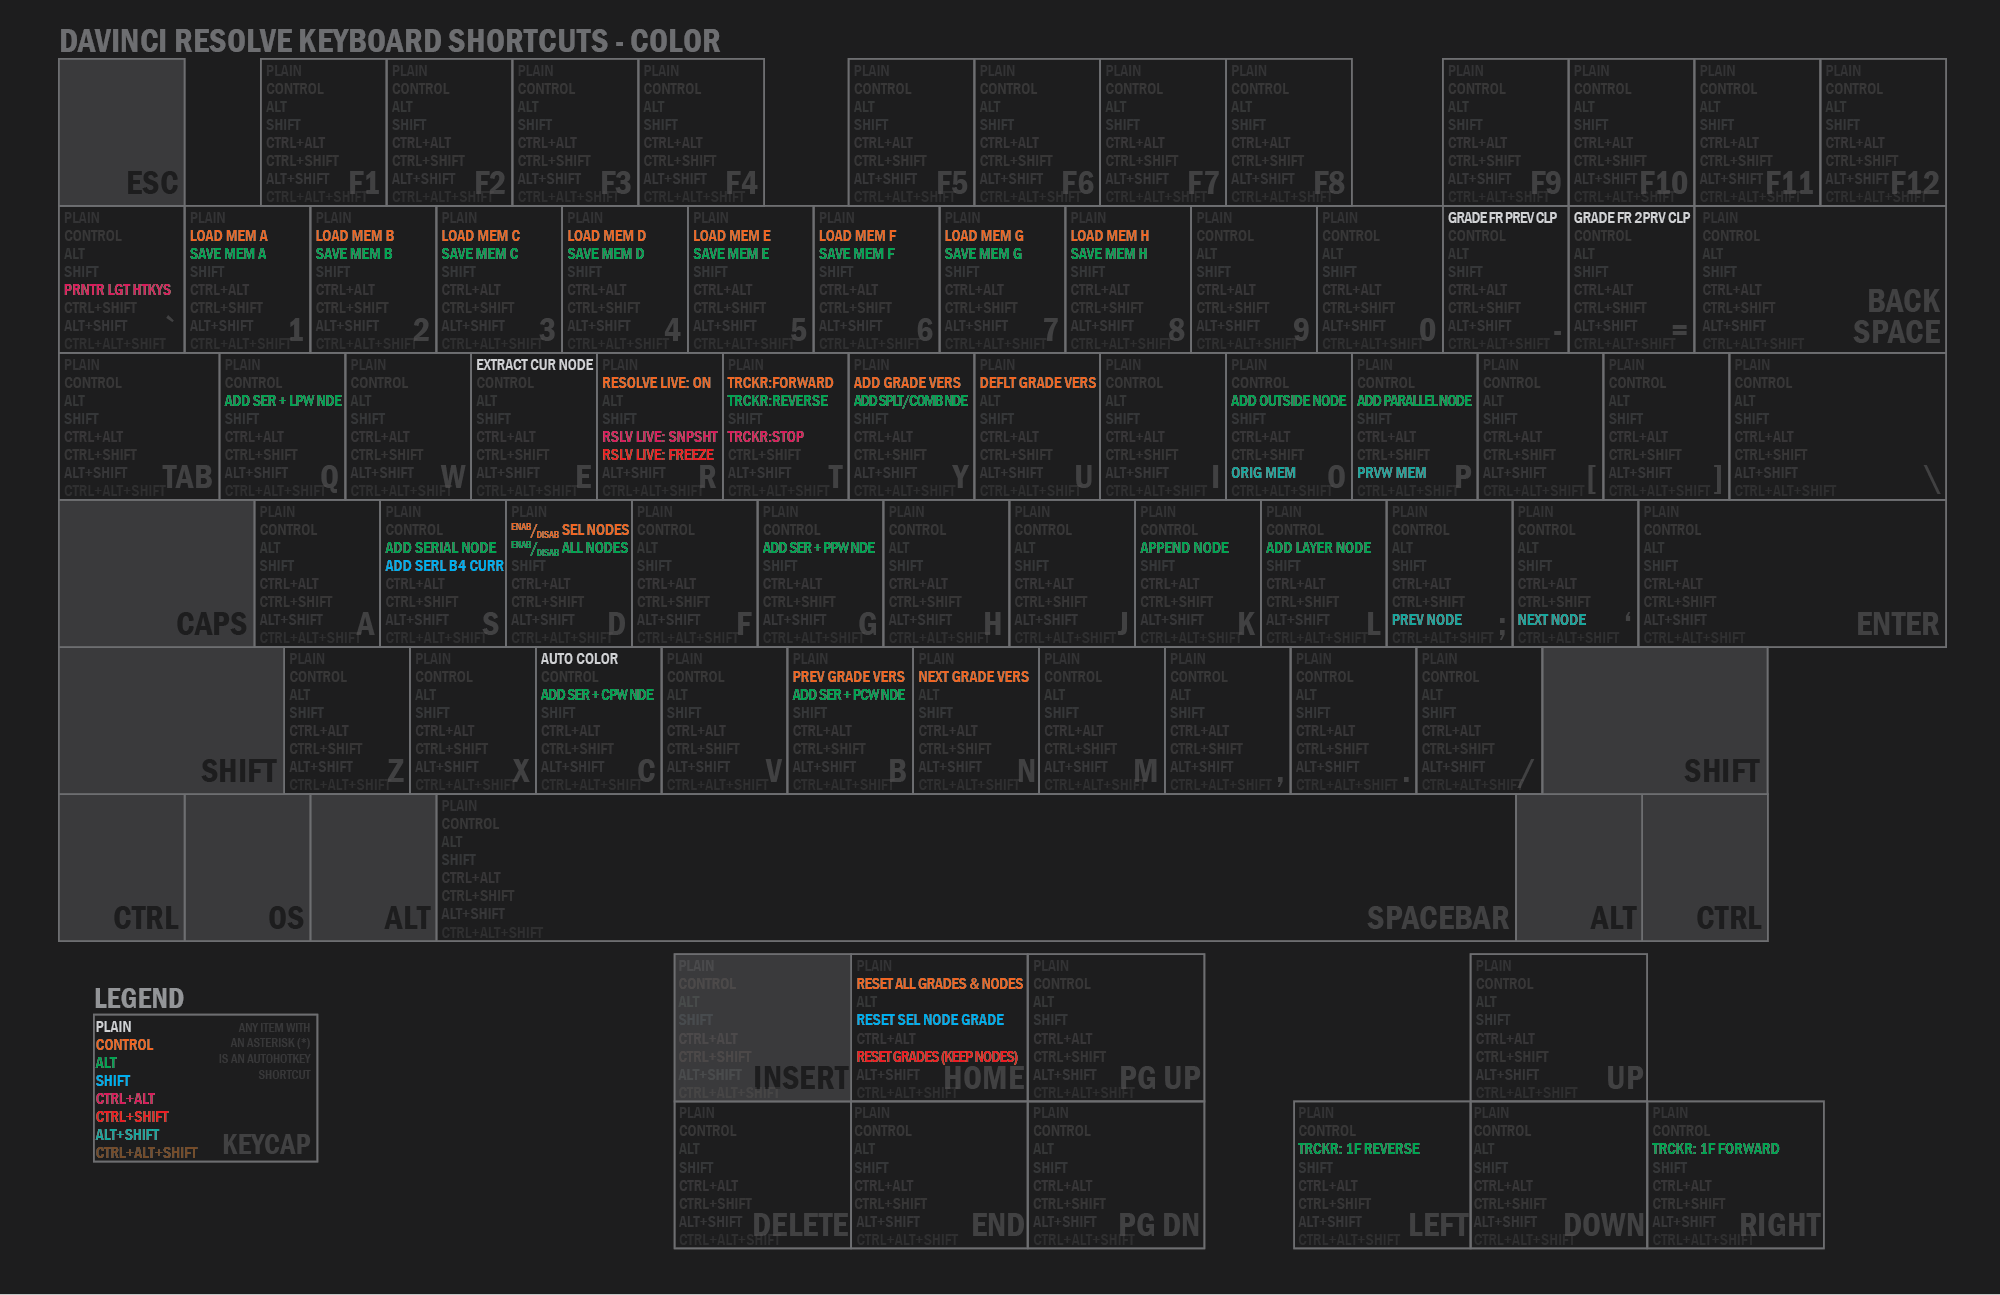 DAVINCI RESOLVE KEYBOARD SHORTCUTS - COLOR
PLAIN PLAIN PLAIN PLAIN PLAIN PLAIN PLAIN PLAIN PLAIN PLAIN PLAIN PLAIN
CONTROL CONTROL CONTROL CONTROL CONTROL CONTROL CONTROL CONTROL CONTROL CONTROL CONTROL CONTROL
ALT ALT ALT ALT ALT ALT ALT ALT ALT ALT ALT ALT
SHIFT SHIFT SHIFT SHIFT SHIFT SHIFT SHIFT SHIFT SHIFT SHIFT SHIFT SHIFT
CTRL+ALT CTRL+ALT CTRL+ALT CTRL+ALT CTRL+ALT CTRL+ALT CTRL+ALT CTRL+ALT CTRL+ALT CTRL+ALT CTRL+ALT CTRL+ALT
CTRL+SHIFT CTRL+SHIFT CTRL+SHIFT CTRL+SHIFT CTRL+SHIFT CTRL+SHIFT CTRL+SHIFT CTRL+SHIFT CTRL+SHIFT CTRL+SHIFT CTRL+SHIFT CTRL+SHIFT
ALT+SHIFT ALT+SHIFT ALT+SHIFT ALT+SHIFT ALT+SHIFT ALT+SHIFT ALT+SHIFT ALT+SHIFT ALT+SHIFT ALT+SHIFT ALT+SHIFT ALT+SHIFT
ESC F1 F2 F3 F4 F5 F6 F7 F8 F9 F10 F11 F12
CTRL+ALT+SHIFT CTRL+ALT+SHIFT CTRL+ALT+SHIFT CTRL+ALT+SHIFT CTRL+ALT+SHIFT CTRL+ALT+SHIFT CTRL+ALT+SHIFT CTRL+ALT+SHIFT CTRL+ALT+SHIFT CTRL+ALT+SHIFT CTRL+ALT+SHIFT CTRL+ALT+SHIFT
PLAIN PLAIN PLAIN PLAIN PLAIN PLAIN PLAIN PLAIN PLAIN PLAIN PLAIN GRADE FR PREV CLP GRADE FR 2PRV CLP PLAIN
CONTROL LOAD MEM A LOAD MEM B LOAD MEM C LOAD MEM D LOAD MEM E LOAD MEM F LOAD MEM G LOAD MEM H CONTROL CONTROL CONTROL CONTROL CONTROL
ALT SAVE MEM A SAVE MEM B SAVE MEM C SAVE MEM D SAVE MEM E SAVE MEM F SAVE MEM G SAVE MEM H ALT ALT ALT ALT ALT
SHIFT SHIFT SHIFT SHIFT SHIFT SHIFT SHIFT SHIFT SHIFT SHIFT SHIFT SHIFT SHIFT SHIFT
PRNTR LGT HTKYS CTRL+ALT CTRL+ALT CTRL+ALT CTRL+ALT CTRL+ALT CTRL+ALT CTRL+ALT CTRL+ALT CTRL+ALT CTRL+ALT CTRL+ALT CTRL+ALT CTRL+ALT
CTRL+SHIFT CTRL+SHIFT CTRL+SHIFT CTRL+SHIFT CTRL+SHIFT CTRL+SHIFT CTRL+SHIFT CTRL+SHIFT CTRL+SHIFT CTRL+SHIFT CTRL+SHIFT CTRL+SHIFT CTRL+SHIFT CTRL+SHIFT
ALT+SHIFT ALT+SHIFT ALT+SHIFT ALT+SHIFT ALT+SHIFT ALT+SHIFT ALT+SHIFT ALT+SHIFT ALT+SHIFT ALT+SHIFT ALT+SHIFT ALT+SHIFT ALT+SHIFT ALT+SHIFT
` 1 2 3 4 5 6 7 8 9 0 - = BACK SPACE
CTRL+ALT+SHIFT CTRL+ALT+SHIFT CTRL+ALT+SHIFT CTRL+ALT+SHIFT CTRL+ALT+SHIFT CTRL+ALT+SHIFT CTRL+ALT+SHIFT CTRL+ALT+SHIFT CTRL+ALT+SHIFT CTRL+ALT+SHIFT CTRL+ALT+SHIFT CTRL+ALT+SHIFT CTRL+ALT+SHIFT CTRL+ALT+SHIFT
PLAIN PLAIN PLAIN EXTRACT CUR NODE PLAIN PLAIN PLAIN PLAIN PLAIN PLAIN PLAIN PLAIN PLAIN PLAIN
CONTROL CONTROL CONTROL CONTROL RESOLVE LIVE: ON TRCKR:FORWARD ADD GRADE VERS DEFLT GRADE VERS CONTROL CONTROL CONTROL CONTROL CONTROL CONTROL
ALT ADD SER + LPW NDE ALT ALT ALT TRCKR:REVERSE ADD SPLT/COMB NDE ALT ALT ADD OUTSIDE NODE ADD PARALLEL NODE ALT ALT ALT
SHIFT SHIFT SHIFT SHIFT SHIFT SHIFT SHIFT SHIFT SHIFT SHIFT SHIFT SHIFT SHIFT
CTRL+ALT CTRL+ALT CTRL+ALT CTRL+ALT RSLV LIVE: SNPSHT TRCKR:STOP CTRL+ALT CTRL+ALT CTRL+ALT CTRL+ALT CTRL+ALT CTRL+ALT CTRL+ALT CTRL+ALT
CTRL+SHIFT CTRL+SHIFT CTRL+SHIFT CTRL+SHIFT RSLV LIVE: FREEZE CTRL+SHIFT CTRL+SHIFT CTRL+SHIFT CTRL+SHIFT CTRL+SHIFT CTRL+SHIFT CTRL+SHIFT CTRL+SHIFT CTRL+SHIFT
ALT+SHIFT ALT+SHIFT ALT+SHIFT ALT+SHIFT ALT+SHIFT ALT+SHIFT ALT+SHIFT ALT+SHIFT ALT+SHIFT ORIG MEM PRVW MEM ALT+SHIFT ALT+SHIFT ALT+SHIFT
TAB Q W E R T Y U I O P [ ] \
CTRL+ALT+SHIFT CTRL+ALT+SHIFT CTRL+ALT+SHIFT CTRL+ALT+SHIFT CTRL+ALT+SHIFT CTRL+ALT+SHIFT CTRL+ALT+SHIFT CTRL+ALT+SHIFT CTRL+ALT+SHIFT CTRL+ALT+SHIFT CTRL+ALT+SHIFT CTRL+ALT+SHIFT CTRL+ALT+SHIFT CTRL+ALT+SHIFT
PLAIN PLAIN PLAIN PLAIN PLAIN PLAIN PLAIN PLAIN PLAIN PLAIN PLAIN PLAIN
CONTROL CONTROL ENAB/DISAB SEL NODES CONTROL CONTROL CONTROL CONTROL CONTROL CONTROL CONTROL CONTROL CONTROL
ALT ADD SERIAL NODE ENAB/DISAB ALL NODES ALT ADD SER + PPW NDE ALT ALT APPEND NODE ADD LAYER NODE ALT ALT ALT
SHIFT ADD SERL B4 CURR SHIFT SHIFT SHIFT SHIFT SHIFT SHIFT SHIFT SHIFT SHIFT SHIFT
CTRL+ALT CTRL+ALT CTRL+ALT CTRL+ALT CTRL+ALT CTRL+ALT CTRL+ALT CTRL+ALT CTRL+ALT CTRL+ALT CTRL+ALT CTRL+ALT
CTRL+SHIFT CTRL+SHIFT CTRL+SHIFT CTRL+SHIFT CTRL+SHIFT CTRL+SHIFT CTRL+SHIFT CTRL+SHIFT CTRL+SHIFT CTRL+SHIFT CTRL+SHIFT CTRL+SHIFT
ALT+SHIFT ALT+SHIFT ALT+SHIFT ALT+SHIFT ALT+SHIFT ALT+SHIFT ALT+SHIFT ALT+SHIFT ALT+SHIFT PREV NODE NEXT NODE ALT+SHIFT
CAPS A S D F G H J K L ; ‘ ENTER
CTRL+ALT+SHIFT CTRL+ALT+SHIFT CTRL+ALT+SHIFT CTRL+ALT+SHIFT CTRL+ALT+SHIFT CTRL+ALT+SHIFT CTRL+ALT+SHIFT CTRL+ALT+SHIFT CTRL+ALT+SHIFT CTRL+ALT+SHIFT CTRL+ALT+SHIFT CTRL+ALT+SHIFT
PLAIN PLAIN AUTO COLOR PLAIN PLAIN PLAIN PLAIN PLAIN PLAIN PLAIN
CONTROL CONTROL CONTROL CONTROL PREV GRADE VERS NEXT GRADE VERS CONTROL CONTROL CONTROL CONTROL
ALT ALT ADD SER + CPW NDE ALT ADD SER + PCW NDE ALT ALT ALT ALT ALT
SHIFT SHIFT SHIFT SHIFT SHIFT SHIFT SHIFT SHIFT SHIFT SHIFT
CTRL+ALT CTRL+ALT CTRL+ALT CTRL+ALT CTRL+ALT CTRL+ALT CTRL+ALT CTRL+ALT CTRL+ALT CTRL+ALT
CTRL+SHIFT CTRL+SHIFT CTRL+SHIFT CTRL+SHIFT CTRL+SHIFT CTRL+SHIFT CTRL+SHIFT CTRL+SHIFT CTRL+SHIFT CTRL+SHIFT
ALT+SHIFT ALT+SHIFT ALT+SHIFT ALT+SHIFT ALT+SHIFT ALT+SHIFT ALT+SHIFT ALT+SHIFT ALT+SHIFT ALT+SHIFT
SHIFT Z X C V B N M , . / SHIFT
CTRL+ALT+SHIFT CTRL+ALT+SHIFT CTRL+ALT+SHIFT CTRL+ALT+SHIFT CTRL+ALT+SHIFT CTRL+ALT+SHIFT CTRL+ALT+SHIFT CTRL+ALT+SHIFT CTRL+ALT+SHIFT CTRL+ALT+SHIFT
PLAIN
CONTROL
ALT
SHIFT
CTRL+ALT
CTRL+SHIFT
ALT+SHIFT
CTRL OS ALT SPACEBAR ALT CTRL
CTRL+ALT+SHIFT
LEGEND
PLAIN
CONTROL
ALT
SHIFT
CTRL+ALT
CTRL+SHIFT
ALT+SHIFT
CTRL+ALT+SHIFT
ANY ITEM WITH
AN ASTERISK (*)
IS AN AUTOHOTKEY
SHORTCUT
KEYCAP
PLAIN PLAIN PLAIN PLAIN
CONTROL RESET ALL GRADES & NODES CONTROL CONTROL
ALT ALT ALT ALT
SHIFT RESET SEL NODE GRADE SHIFT SHIFT
CTRL+ALT CTRL+ALT CTRL+ALT CTRL+ALT
CTRL+SHIFT RESET GRADES (KEEP NODES) CTRL+SHIFT CTRL+SHIFT
ALT+SHIFT ALT+SHIFT ALT+SHIFT ALT+SHIFT
INSERT HOME PG UP UP
CTRL+ALT+SHIFT CTRL+ALT+SHIFT CTRL+ALT+SHIFT CTRL+ALT+SHIFT
PLAIN PLAIN PLAIN PLAIN PLAIN PLAIN
CONTROL CONTROL CONTROL CONTROL CONTROL CONTROL
ALT ALT ALT TRCKR: 1F REVERSE ALT TRCKR: 1F FORWARD
SHIFT SHIFT SHIFT SHIFT SHIFT SHIFT
CTRL+ALT CTRL+ALT CTRL+ALT CTRL+ALT CTRL+ALT CTRL+ALT
CTRL+SHIFT CTRL+SHIFT CTRL+SHIFT CTRL+SHIFT CTRL+SHIFT CTRL+SHIFT
ALT+SHIFT ALT+SHIFT ALT+SHIFT ALT+SHIFT ALT+SHIFT ALT+SHIFT
DELETE END PG DN LEFT DOWN RIGHT
CTRL+ALT+SHIFT CTRL+ALT+SHIFT CTRL+ALT+SHIFT CTRL+ALT+SHIFT CTRL+ALT+SHIFT CTRL+ALT+SHIFT